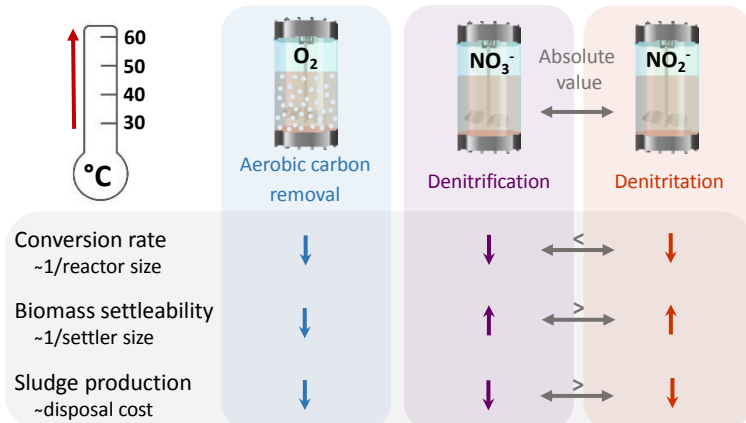 60
50
40
30
°C
O₂
NO₃⁻
Absolute
value
NO₂⁻
Aerobic carbon
removal
Denitrification
Denitritation
Conversion rate
~1/reactor size
<
Biomass settleability
~1/settler size
>
Sludge production
~disposal cost
>